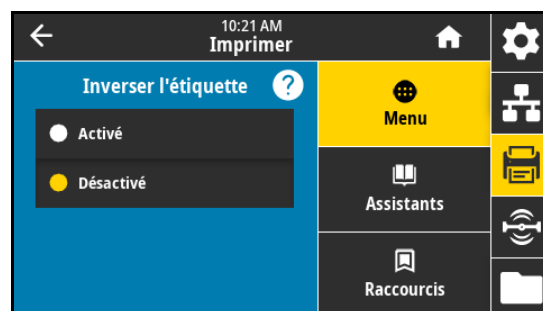 10:21 AM
Imprimer
Inverser l'étiquette ?
Activé
Désactivé
Menu
Assistants
Raccourcis